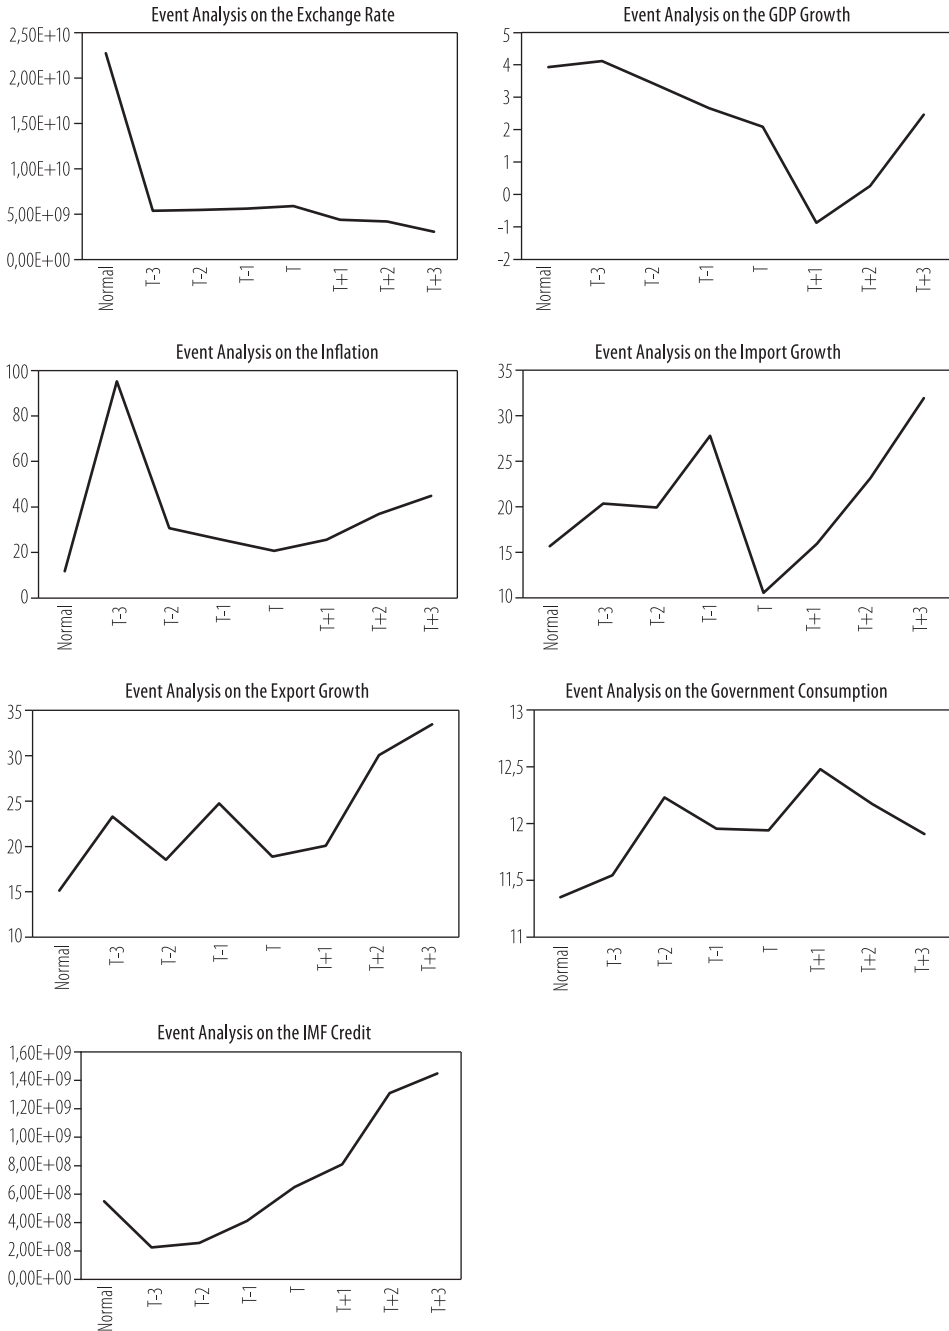 Event Analysis on the Exchange Rate
2,50E+10
2,00E+10
1,50E+10
1,00E+10
5,00E+09
0,00E+00
Normal
T-3
T-2
T-1
T
T+1
T+2
T+3
Event Analysis on the GDP Growth
5
4
3
2
1
0
-1
-2
Normal
T-3
T-2
T-1
T
T+1
T+2
T+3
Event Analysis on the Inflation
100
80
60
40
20
0
Normal
T-3
T-2
T-1
T
T+1
T+2
T+3
Event Analysis on the Import Growth
35
30
25
20
15
10
Normal
T-3
T-2
T-1
T
T+1
T+2
T+3
Event Analysis on the Export Growth
35
30
25
20
15
10
Normal
T-3
T-2
T-1
T
T+1
T+2
T+3
Event Analysis on the Government Consumption
13
12,5
12
11,5
11
Normal
T-3
T-2
T-1
T
T+1
T+2
T+3
Event Analysis on the IMF Credit
1,60E+09
1,40E+09
1,20E+09
1,00E+09
8,00E+08
6,00E+08
4,00E+08
2,00E+08
0,00E+00
Normal
T-3
T-2
T-1
T
T+1
T+2
T+3